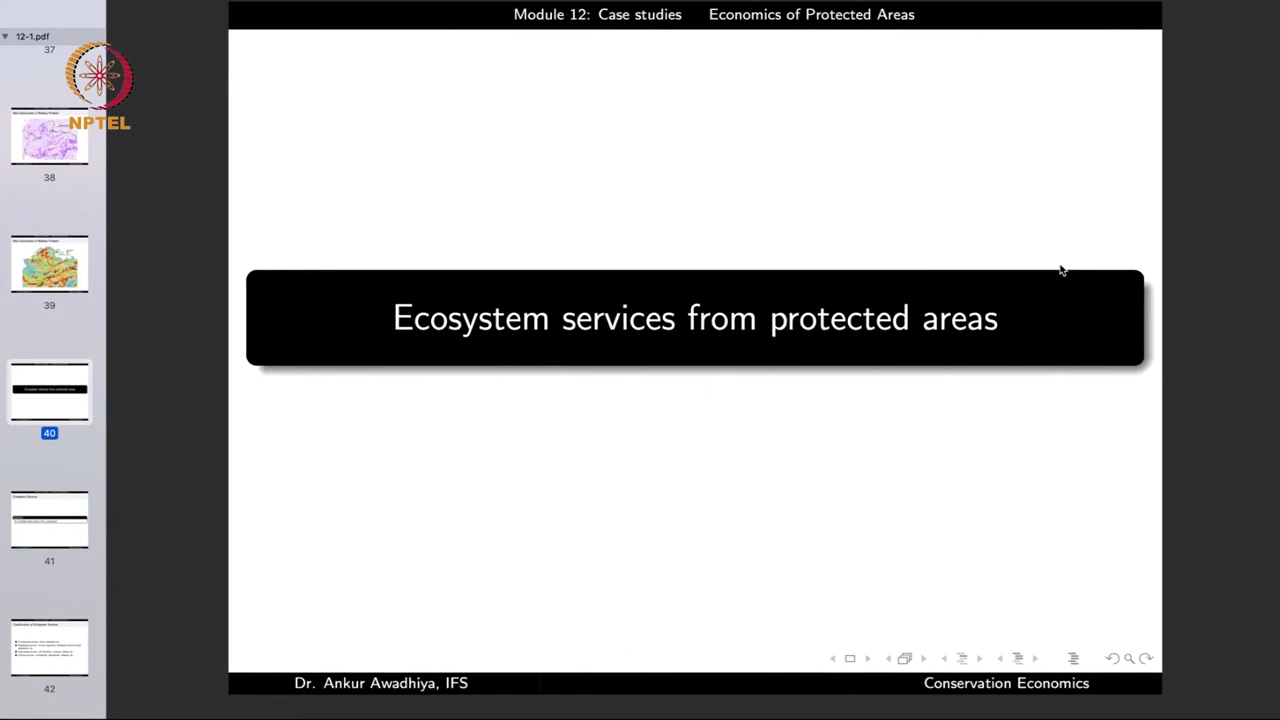 Module 12: Case studies Economics of Protected Areas
12-1.pdf
37
NPTEL
38
39
Ecosystem services from protected areas
40
41
42
Dr. Ankur Awadhiya, IFS
Conservation Economics